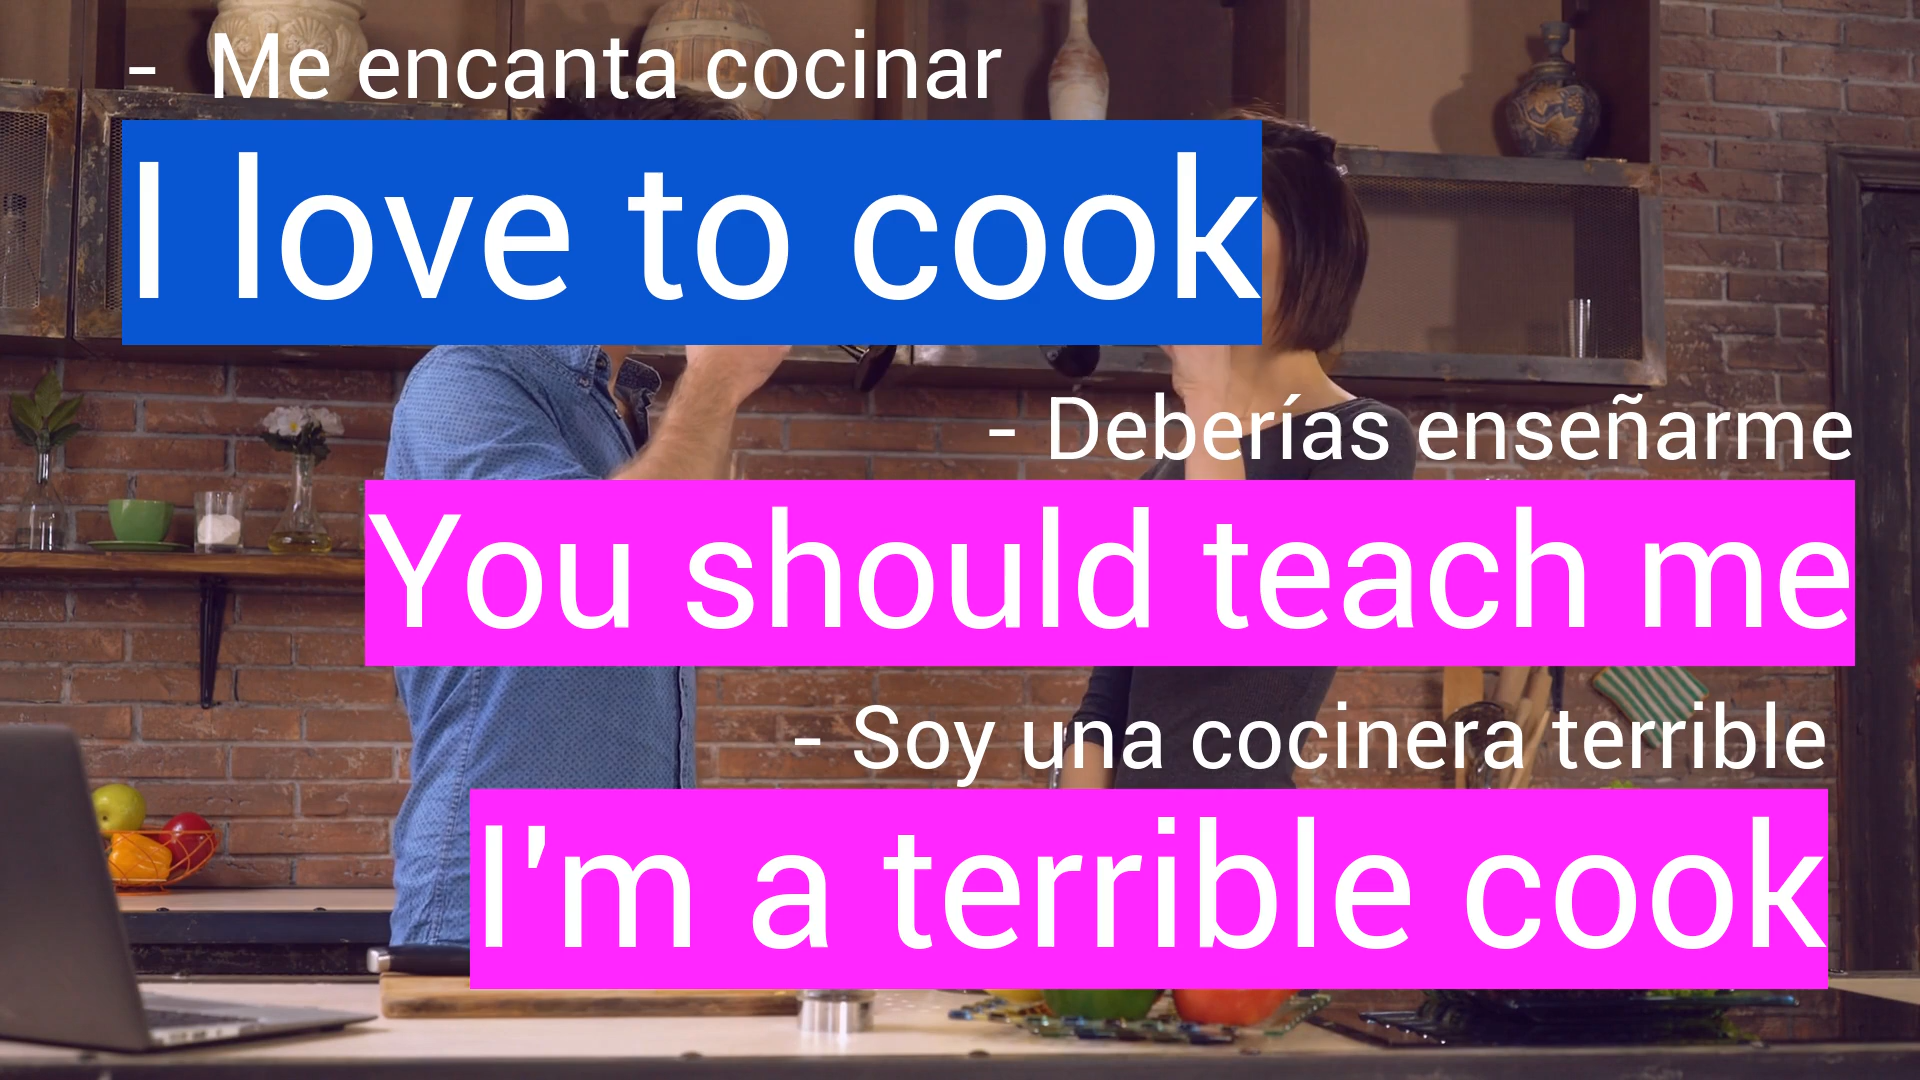 - Me encanta cocinar
I love to cook
- Deberías enseñarme
You should teach me
- Soy una cocinera terrible
I'm a terrible cook